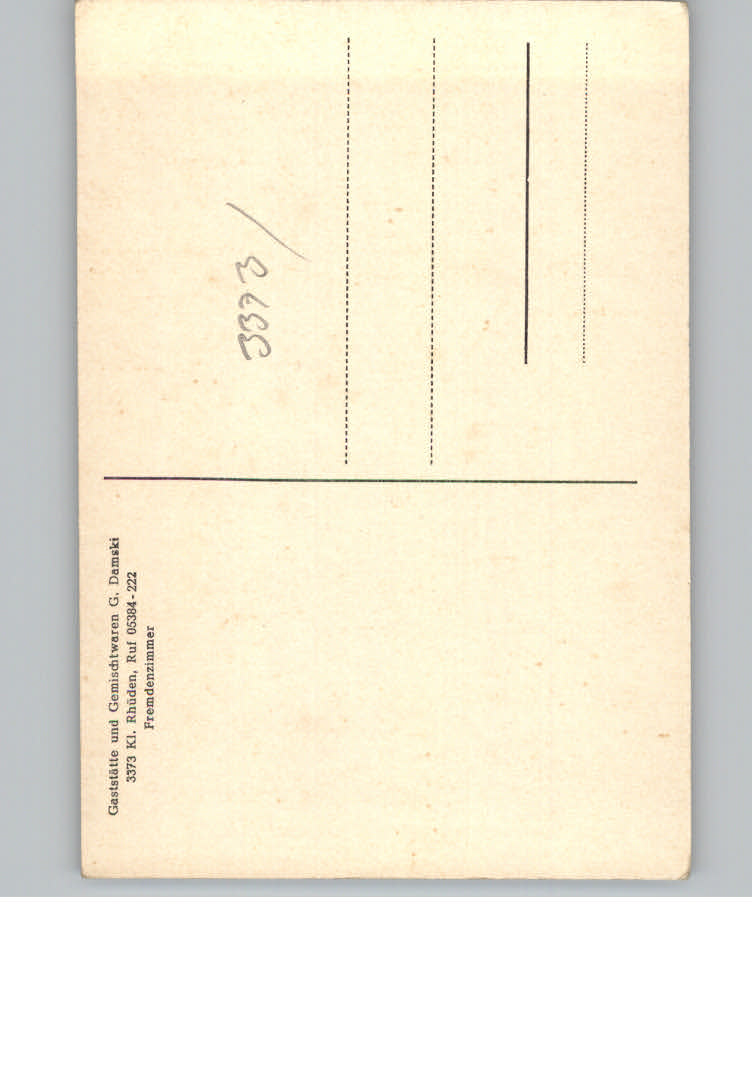 Gaststätte und Gemischtwaren G. Damski
3373 Kl. Rhüden, Ruf 05384-222
Fremdenzimmer
3373 /